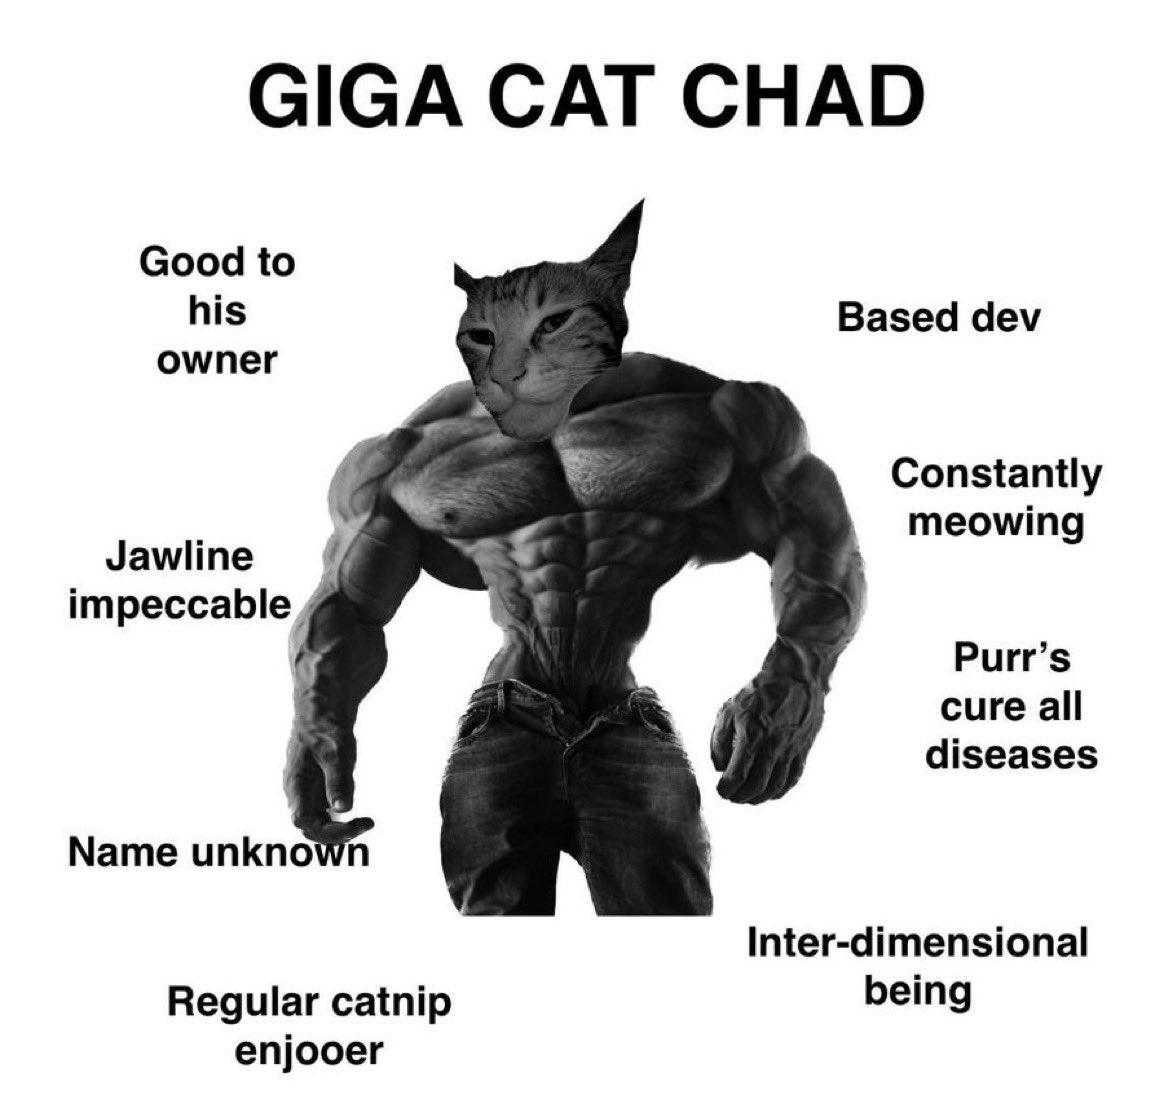 GIGA CAT CHAD
Good to
his
owner
Based dev
Constantly
meowing
Jawline
impeccable
Purr’s
cure all
diseases
Name unknown
Inter-dimensional
being
Regular catnip
enjooer